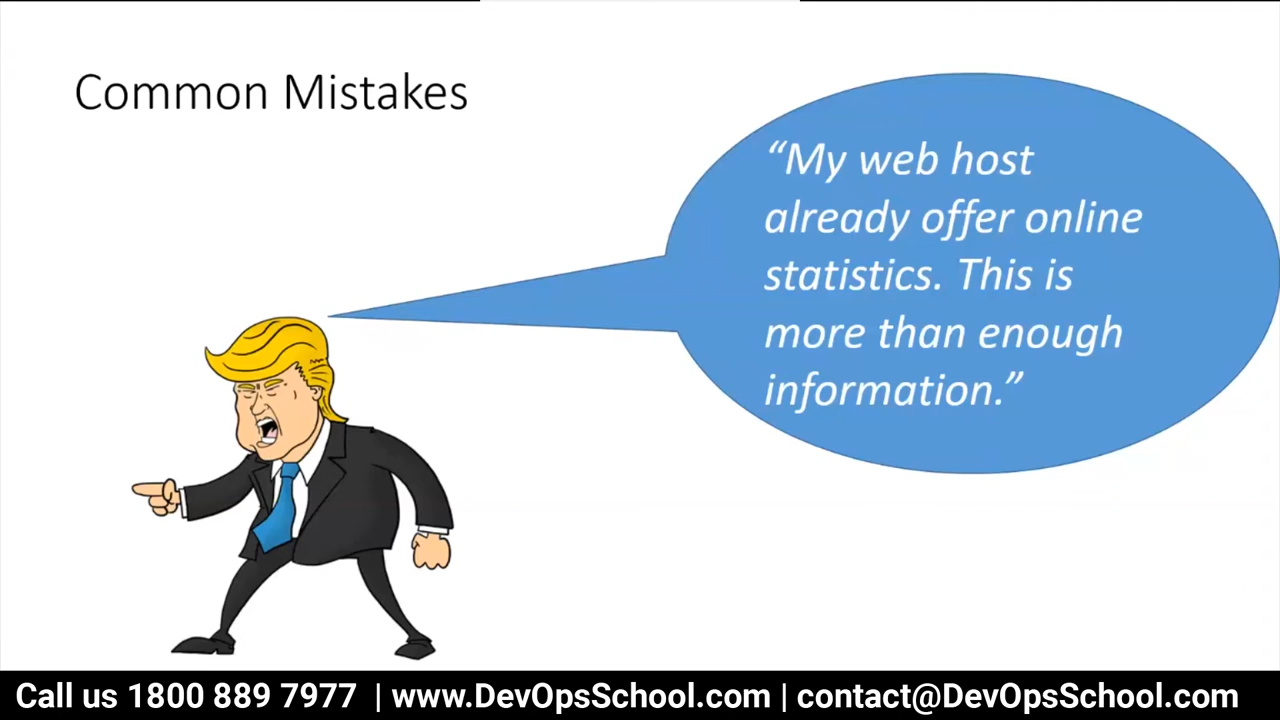 Common Mistakes
“My web host
already offer online
statistics. This is
more than enough
information.”
Call us 1800 889 7977 | www.DevOpsSchool.com | contact@DevOpsSchool.com